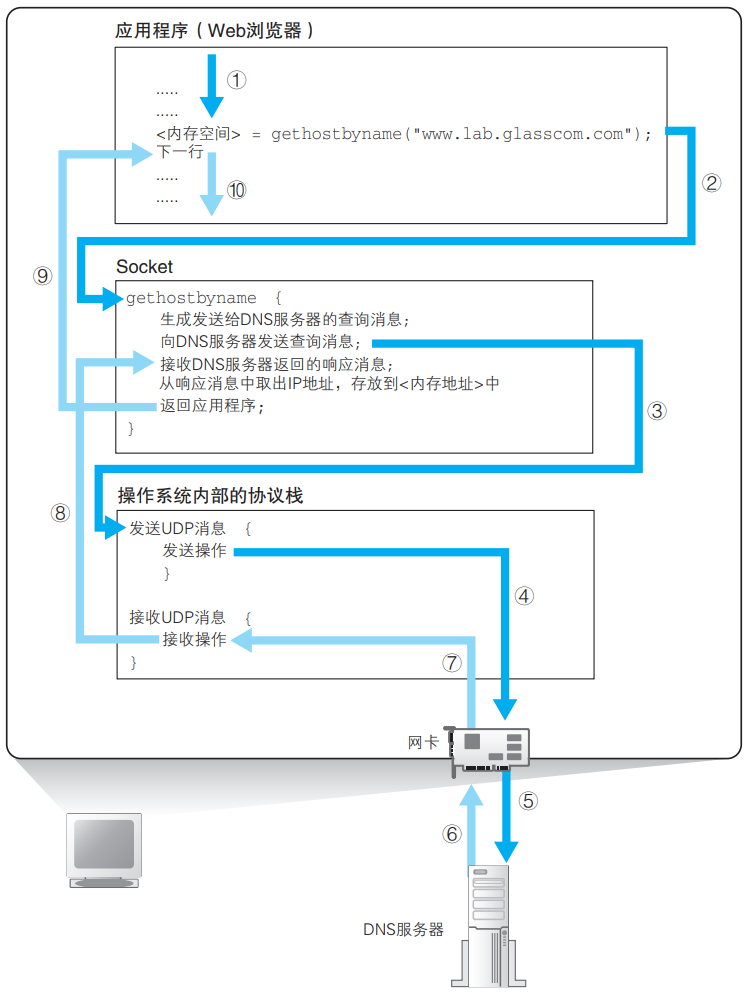 应用程序（Web浏览器）
①
.....
.....
<内存空间> = gethostbyname("www.lab.glasscom.com");
下一行
②
.....
⑩
.....
⑨
Socket
gethostbyname {
生成发送给DNS服务器的查询消息;
向DNS服务器发送查询消息;
接收DNS服务器返回的响应消息;
从响应消息中取出IP地址，存放到<内存地址>中
返回应用程序;
③
}
操作系统内部的协议栈
⑧
发送UDP消息 {
发送操作
}
④
接收UDP消息 {
接收操作
}
⑦
网卡
⑤
⑥
DNS服务器